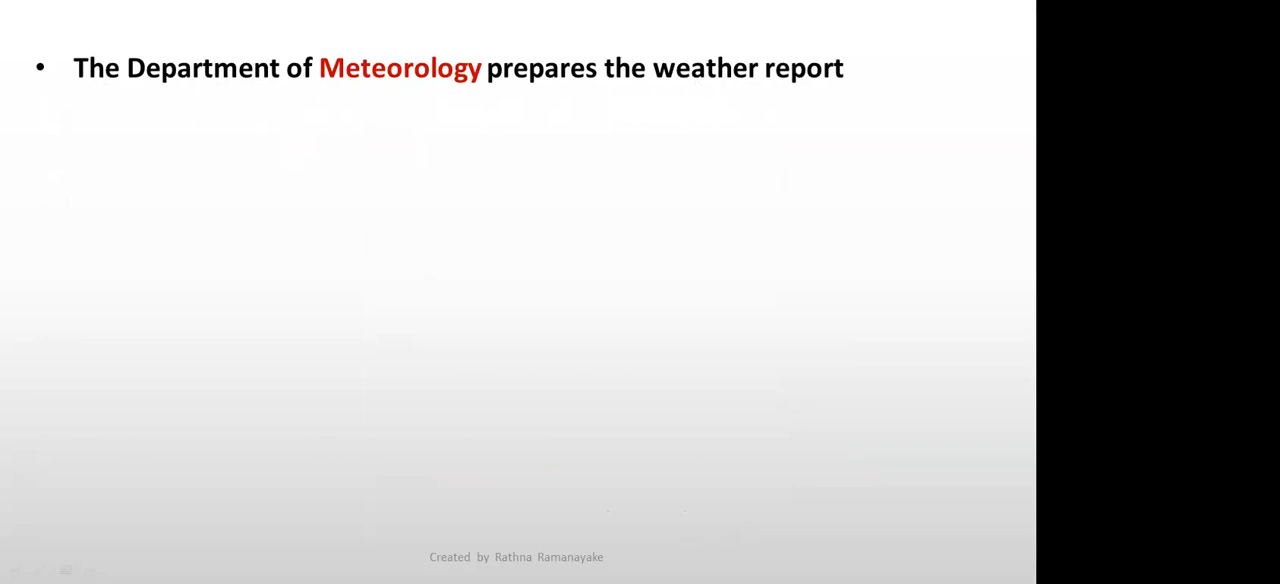 • The Department of Meteorology prepares the weather report
Created by Rathna Ramanayake